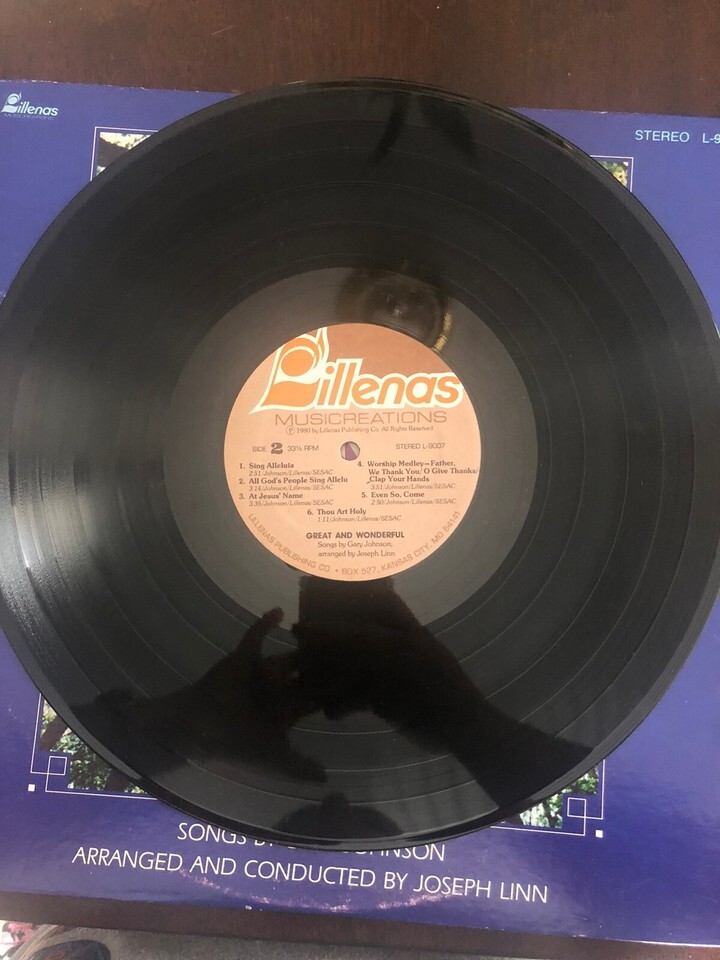 Lillenas
MUSICREATIONS
STEREO L-9
Lillenas
MUSICREATIONS
℗ 1980 by Lillenas Publishing Co. All Rights Reserved
SIDE 2 33⅓ RPM STEREO L-9007
1. Sing Alleluia
2:51/Johnson/Lillenas/SESAC
2. All God's People Sing Allelu
3:14/Johnson/Lillenas/SESAC
3. At Jesus' Name
3:35/Johnson/Lillenas/SESAC
4. Worship Medley—Father,
We Thank You/O Give Thanks/
Clap Your Hands
3:51/Johnson/Lillenas/SESAC
5. Even So, Come
2:50/Johnson/Lillenas/SESAC
6. Thou Art Holy
1:11/Johnson/Lillenas/SESAC
GREAT AND WONDERFUL
Songs by Gary Johnson;
arranged by Joseph Linn
LILLENAS PUBLISHING CO. • BOX 527, KANSAS CITY, MO 64141
SONGS BY JOHNSON
ARRANGED AND CONDUCTED BY JOSEPH LINN